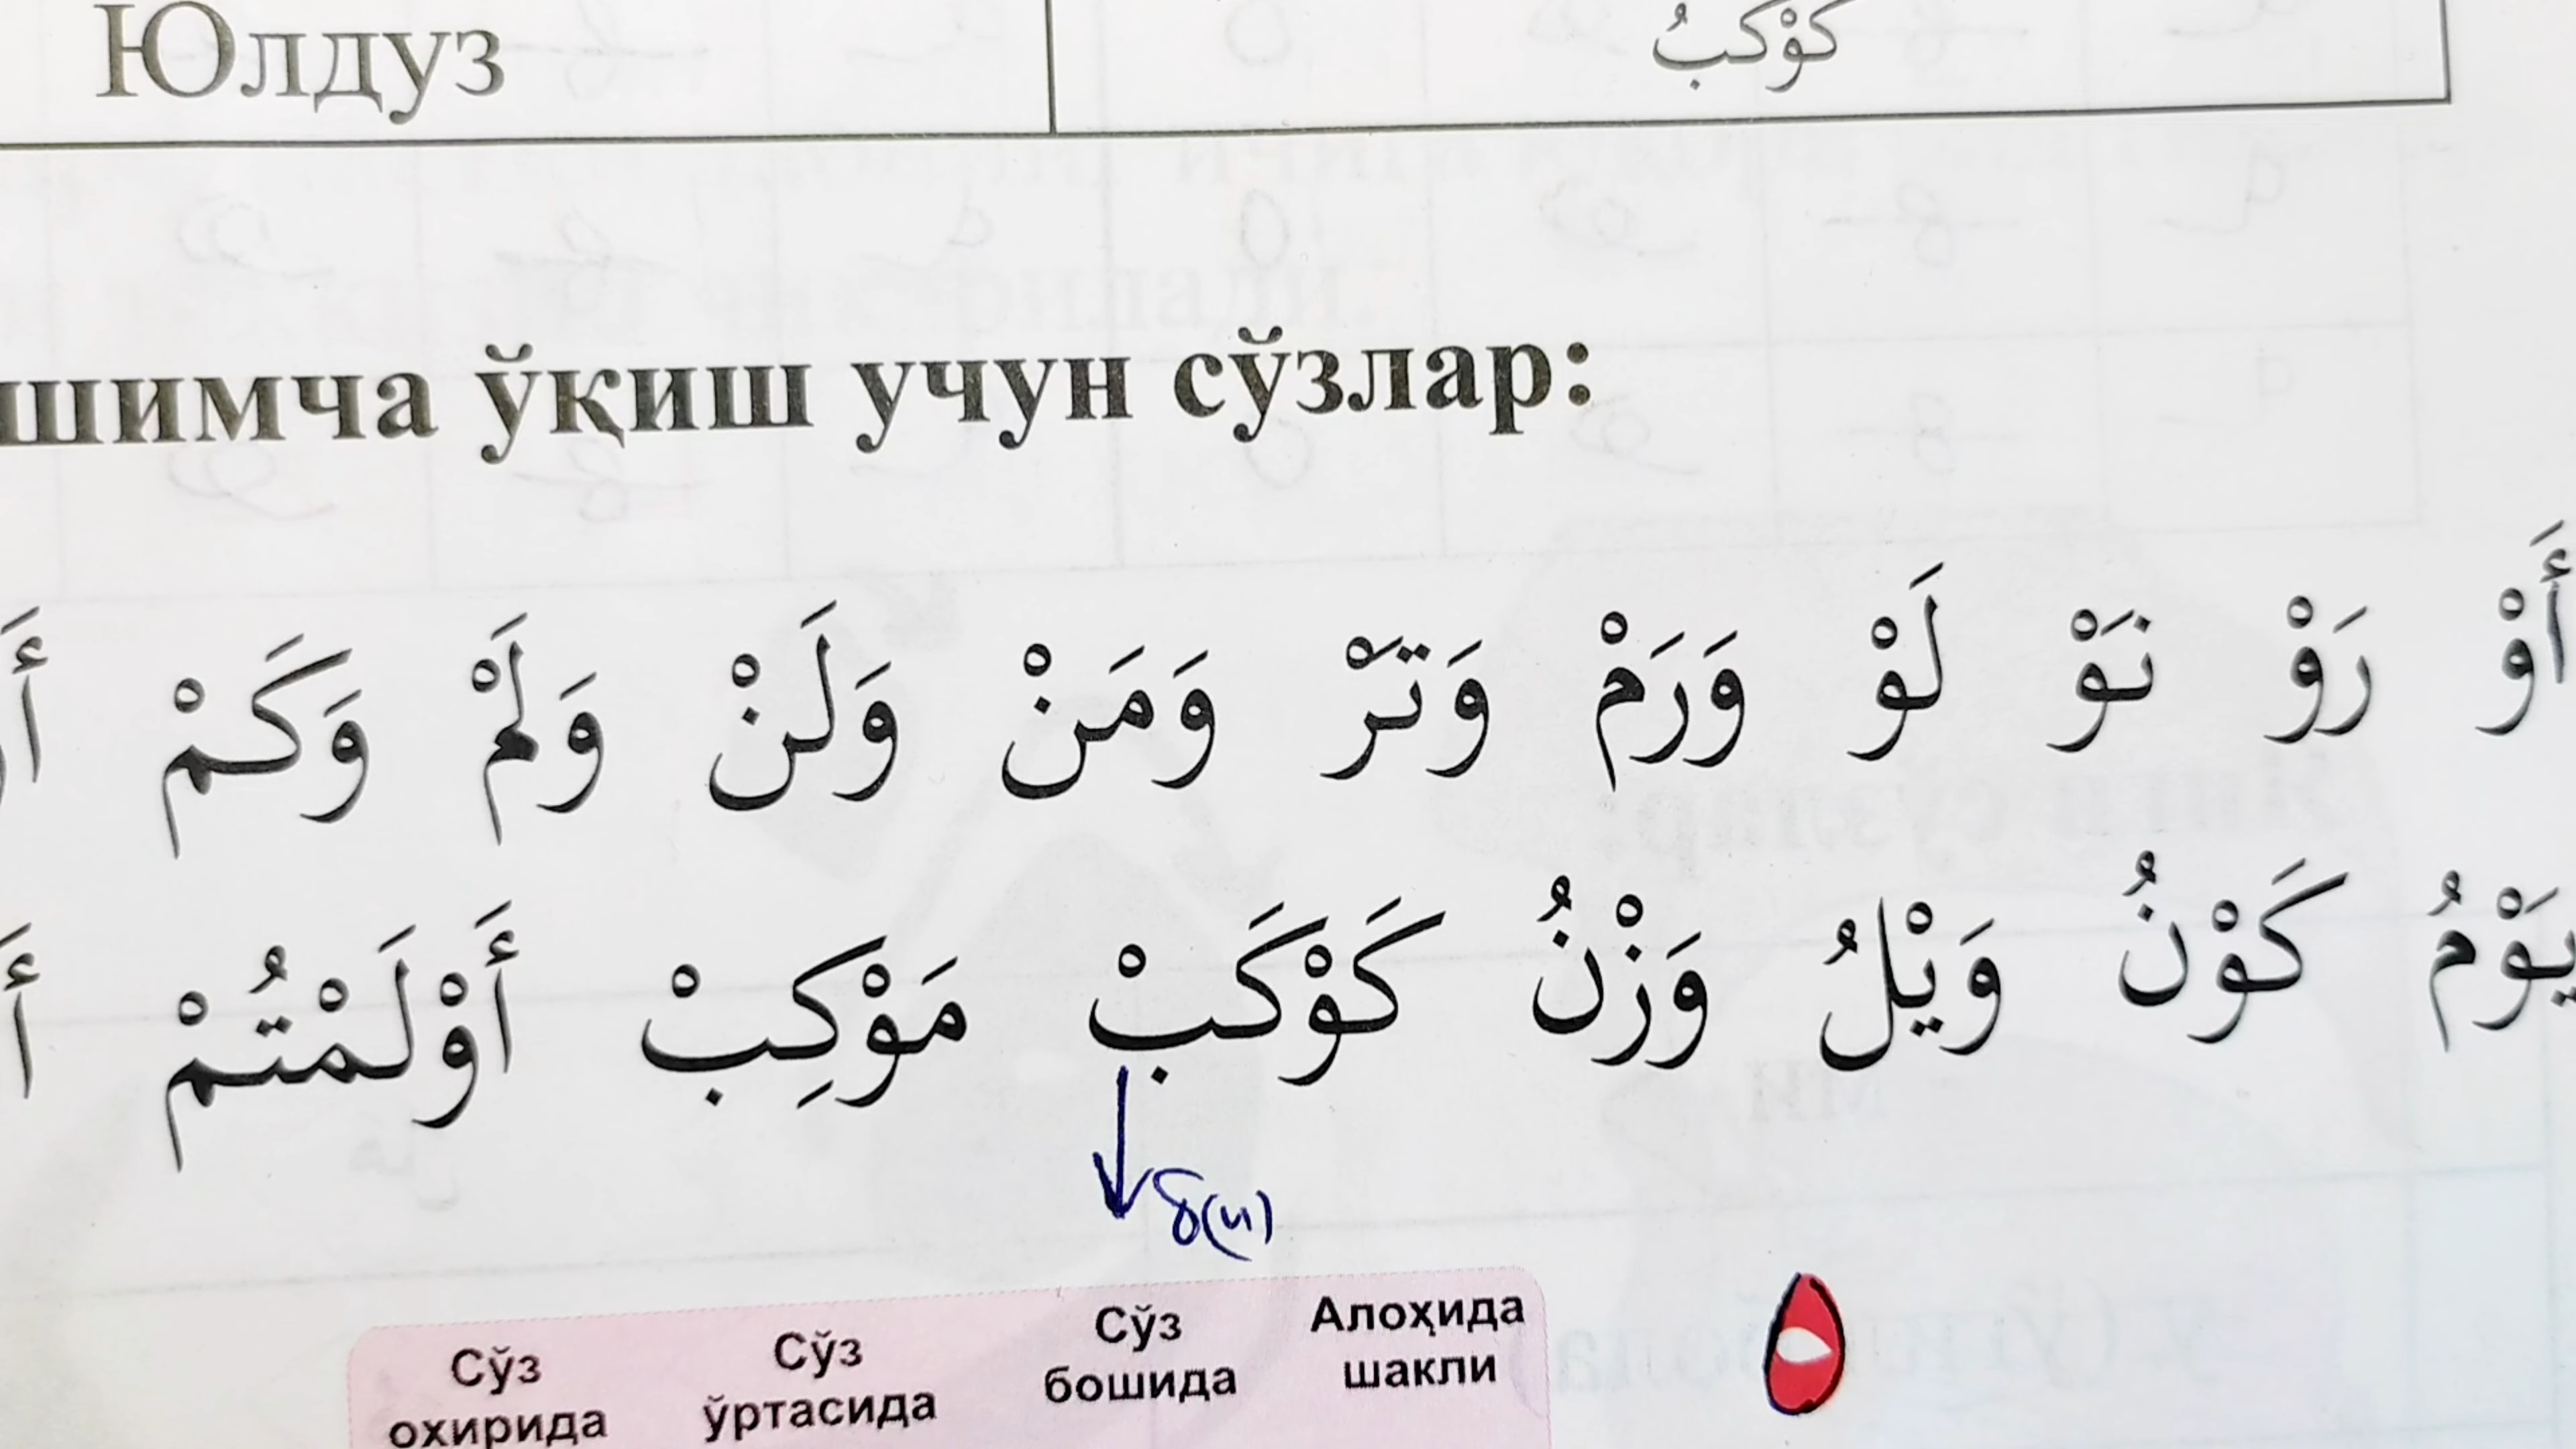 Юлдуз كَوْكَبُ
шимча ўқиш учун сўзлар:
أَوْ رَوْ نَوْ لَوْ وَرَمْ وَتَرْ وَمَنْ وَلَنْ وَلَمْ وَكَمْ
يَوْمُ كَوْنُ وَيْلُ وَزْنُ كَوْكَبْ مَوْكِبْ أَوْلَمْتُمْ
б(и)
Сўз охирида Сўз ўртасида Сўз бошида Алоҳида шакли ه